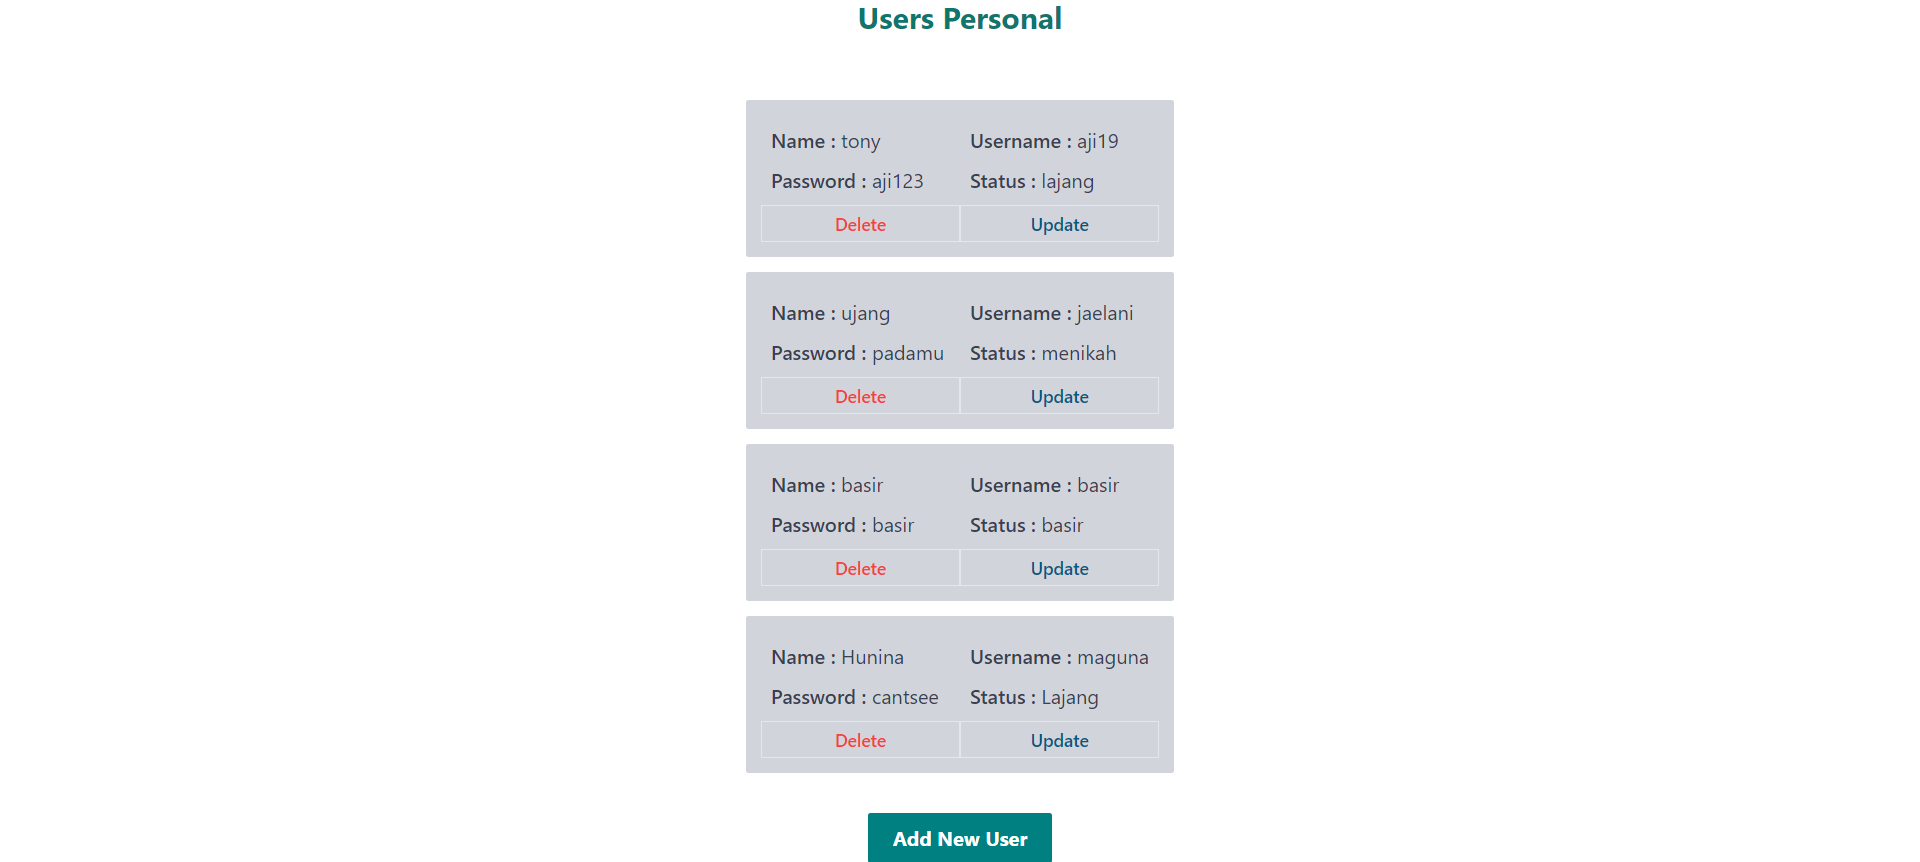 Users Personal
Name : tony Username : aji19
Password : aji123 Status : lajang
Delete Update
Name : ujang Username : jaelani
Password : padamu Status : menikah
Delete Update
Name : basir Username : basir
Password : basir Status : basir
Delete Update
Name : Hunina Username : maguna
Password : cantsee Status : Lajang
Delete Update
Add New User